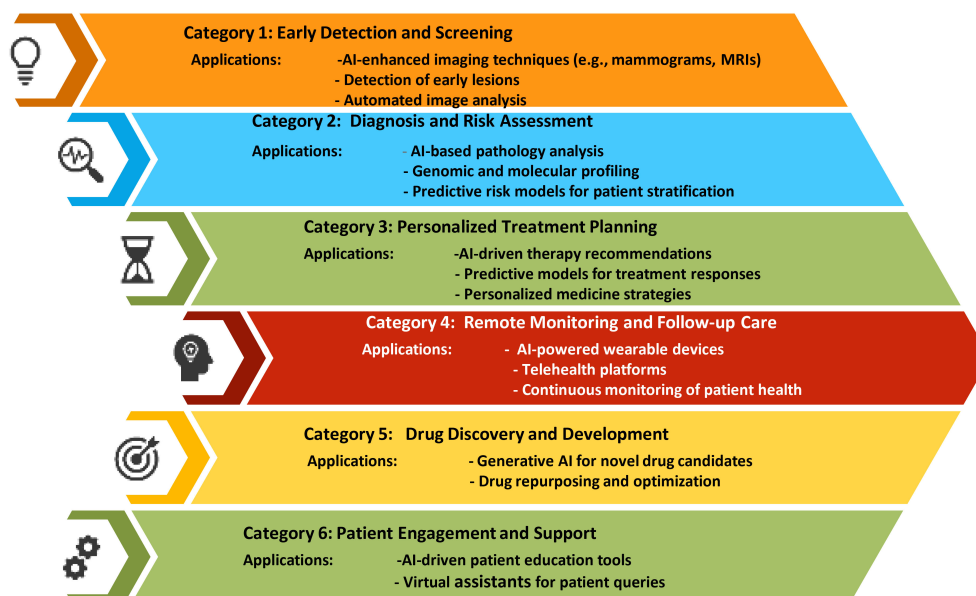 Category 1: Early Detection and Screening
Applications: -AI-enhanced imaging techniques (e.g., mammograms, MRIs)
- Detection of early lesions
- Automated image analysis
Category 2: Diagnosis and Risk Assessment
Applications: - AI-based pathology analysis
- Genomic and molecular profiling
- Predictive risk models for patient stratification
Category 3: Personalized Treatment Planning
Applications: -AI-driven therapy recommendations
- Predictive models for treatment responses
- Personalized medicine strategies
Category 4: Remote Monitoring and Follow-up Care
Applications: - AI-powered wearable devices
- Telehealth platforms
- Continuous monitoring of patient health
Category 5: Drug Discovery and Development
Applications: - Generative AI for novel drug candidates
- Drug repurposing and optimization
Category 6: Patient Engagement and Support
Applications: -AI-driven patient education tools
- Virtual assistants for patient queries